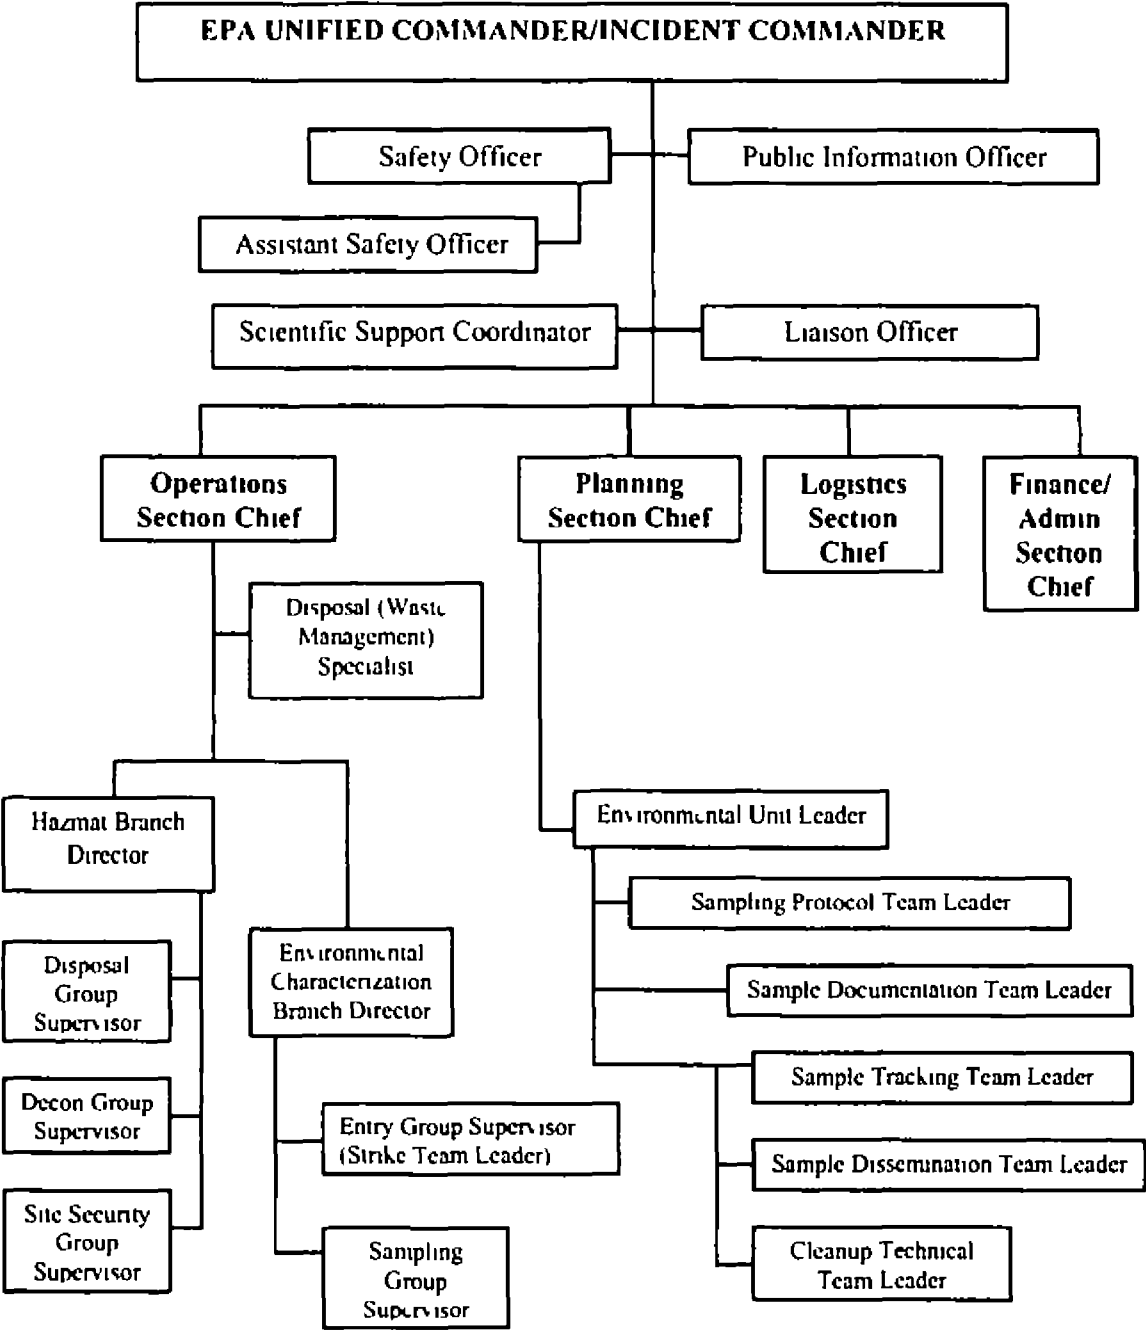 EPA UNIFIED COMMANDER/INCIDENT COMMANDER
Safety Officer
Public Information Officer
Assistant Safety Officer
Scientific Support Coordinator
Liaison Officer
Operations
Section Chief
Planning
Section Chief
Logistics
Section
Chief
Finance/
Admin
Section
Chief
Disposal (Waste
Management)
Specialist
Hazmat Branch
Director
Disposal
Group
Supervisor
Decon Group
Supervisor
Site Security
Group
Supervisor
Environmental
Characterization
Branch Director
Entry Group Supervisor
(Strike Team Leader)
Sampling
Group
Supervisor
Environmental Unit Leader
Sampling Protocol Team Leader
Sample Documentation Team Leader
Sample Tracking Team Leader
Sample Dissemination Team Leader
Cleanup Technical
Team Leader